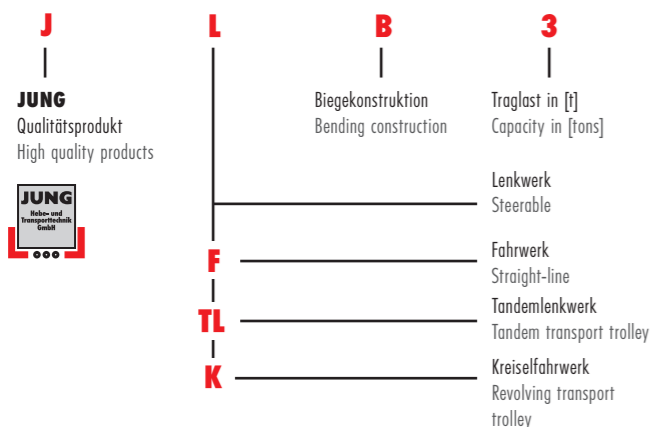 J L B 3
JUNG
Qualitätsprodukt
High quality products
Biegekonstruktion
Bending construction
Traglast in [t]
Capacity in [tons]
JUNG
Hebe- und
Transporttechnik
GmbH
Lenkwerk
Steerable
F
Fahrwerk
Straight-line
TL
Tandemlenkwerk
Tandem transport trolley
K
Kreiselfahrwerk
Revolving transport
trolley